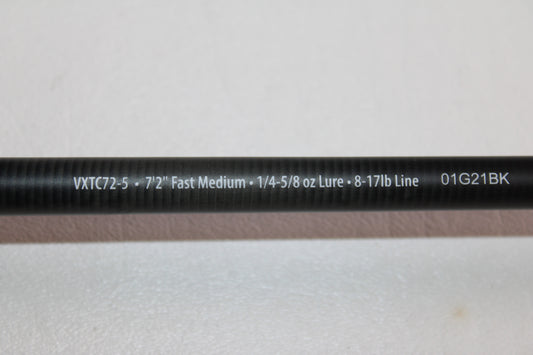 VXTC72-5 • 7'2" Fast Medium • 1/4-5/8 oz Lure • 8-17lb Line 01G21BK